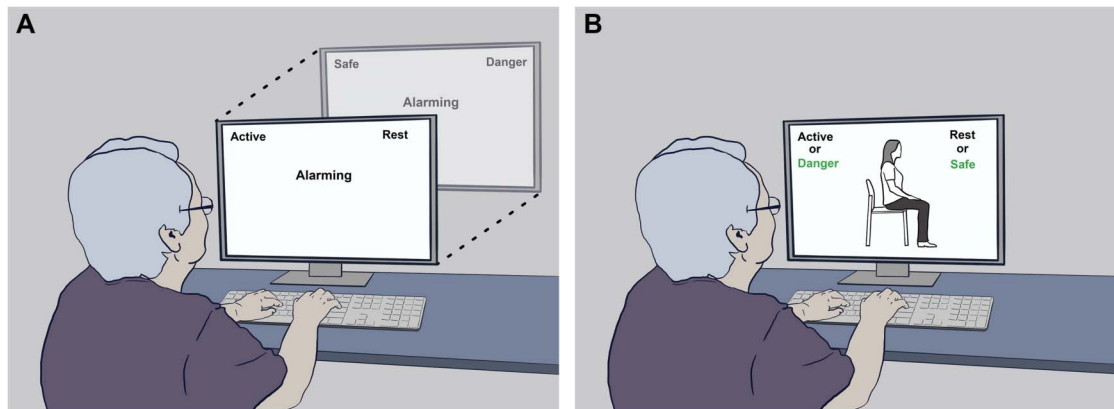 A
Safe
Danger
Alarming
Active
Rest
Alarming
B
Active
or
Danger
Rest
or
Safe